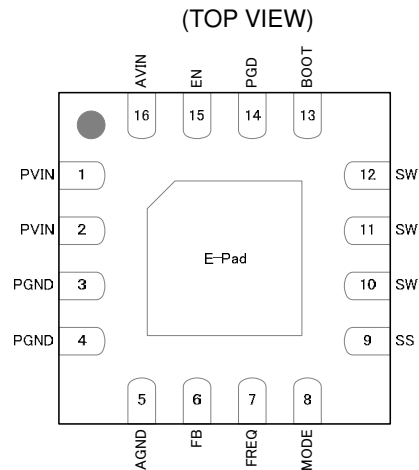 (TOP VIEW)
AVIN EN PGD BOOT
16 15 14 13
PVIN 1 12 SW
PVIN 2 11 SW
E-Pad
PGND 3 10 SW
PGND 4 9 SS
5 6 7 8
AGND FB FREQ MODE